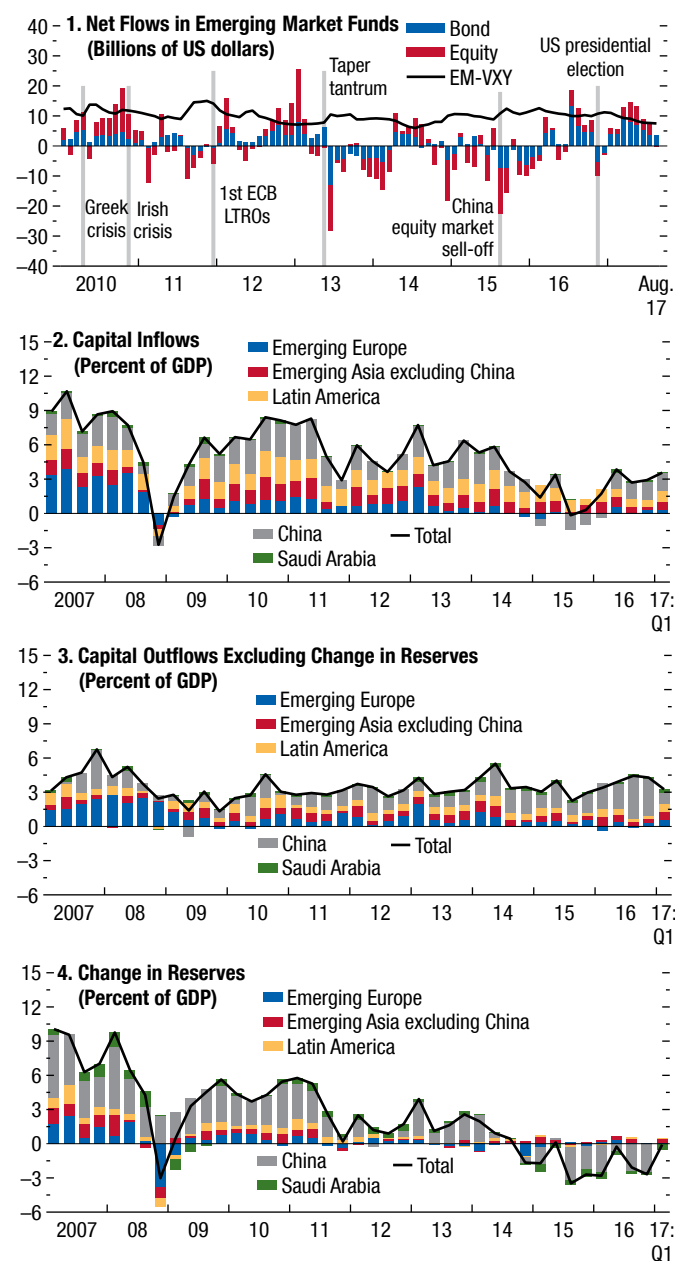 1. Net Flows in Emerging Market Funds
(Billions of US dollars)
Bond
Equity
EM-VXY
US presidential
election
Taper
tantrum
Greek
crisis
Irish
crisis
1st ECB
LTROs
China
equity market
sell-off
40
30
20
10
0
–10
–20
–30
–40
2010 11 12 13 14 15 16 Aug.
17
2. Capital Inflows
(Percent of GDP)
Emerging Europe
Emerging Asia excluding China
Latin America
China
Total
Saudi Arabia
15
12
9
6
3
0
–3
–6
2007 08 09 10 11 12 13 14 15 16 17:
Q1
3. Capital Outflows Excluding Change in Reserves
(Percent of GDP)
Emerging Europe
Emerging Asia excluding China
Latin America
China
Total
Saudi Arabia
15
12
9
6
3
0
–3
–6
2007 08 09 10 11 12 13 14 15 16 17:
Q1
4. Change in Reserves
(Percent of GDP)
Emerging Europe
Emerging Asia excluding China
Latin America
China
Total
Saudi Arabia
15
12
9
6
3
0
–3
–6
2007 08 09 10 11 12 13 14 15 16 17:
Q1